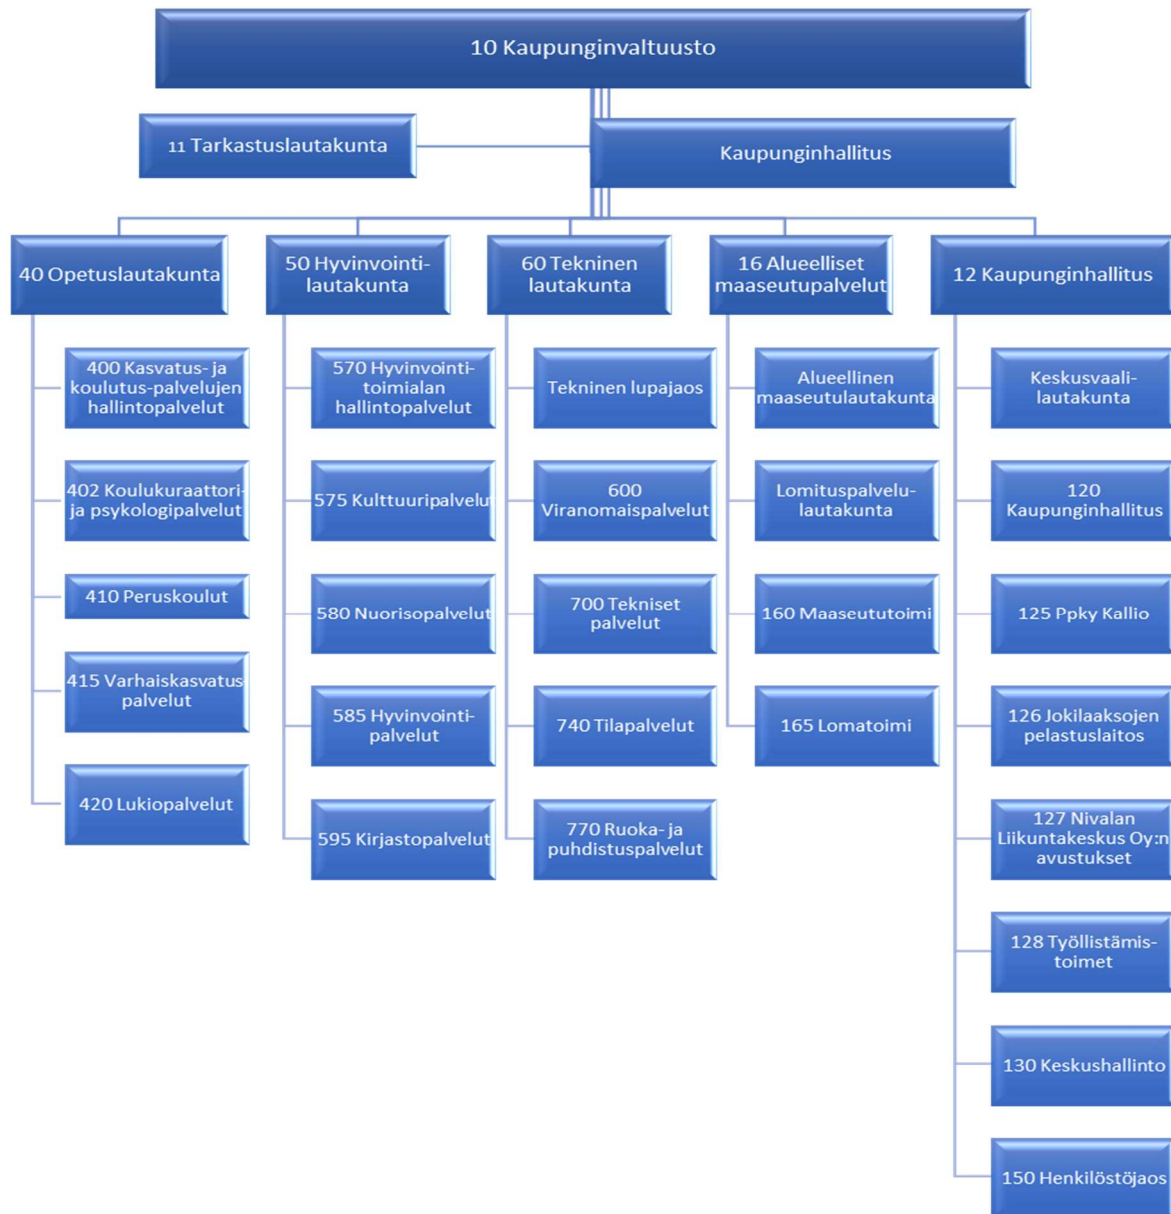 10 Kaupunginvaltuusto
11 Tarkastuslautakunta
Kaupunginhallitus
40 Opetuslautakunta
50 Hyvinvointi-
lautakunta
60 Tekninen
lautakunta
16 Alueelliset
maaseutupalvelut
12 Kaupunginhallitus
400 Kasvatus- ja
koulutus-palvelujen
hallintopalvelut
402 Koulukuraattori-
ja psykologipalvelut
410 Peruskoulut
415 Varhaiskasvatus-
palvelut
420 Lukiopalvelut
570 Hyvinvointi-
toimialan
hallintopalvelut
575 Kulttuuripalvelut
580 Nuorisopalvelut
585 Hyvinvointi-
palvelut
595 Kirjastopalvelut
Tekninen lupajaos
600
Viranomaispalvelut
700 Tekniset
palvelut
740 Tilapalvelut
770 Ruoka- ja
puhdistuspalvelut
Alueellinen
maaseutulautakunta
Lomituspalvelu-
lautakunta
160 Maaseututoimi
165 Lomatoimi
Keskusvaali-
lautakunta
120
Kaupunginhallitus
125 Ppky Kallio
126 Jokilaaksojen
pelastuslaitos
127 Nivalan
Liikuntakeskus Oy:n
avustukset
128 Työllistämis-
toimet
130 Keskushallinto
150 Henkilöstöjaos